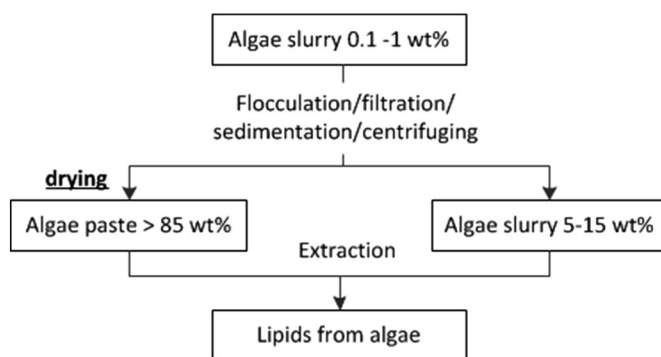 Algae slurry 0.1 -1 wt%
Flocculation/filtration/
sedimentation/centrifuging
drying
Algae paste > 85 wt%
Algae slurry 5-15 wt%
Extraction
Lipids from algae